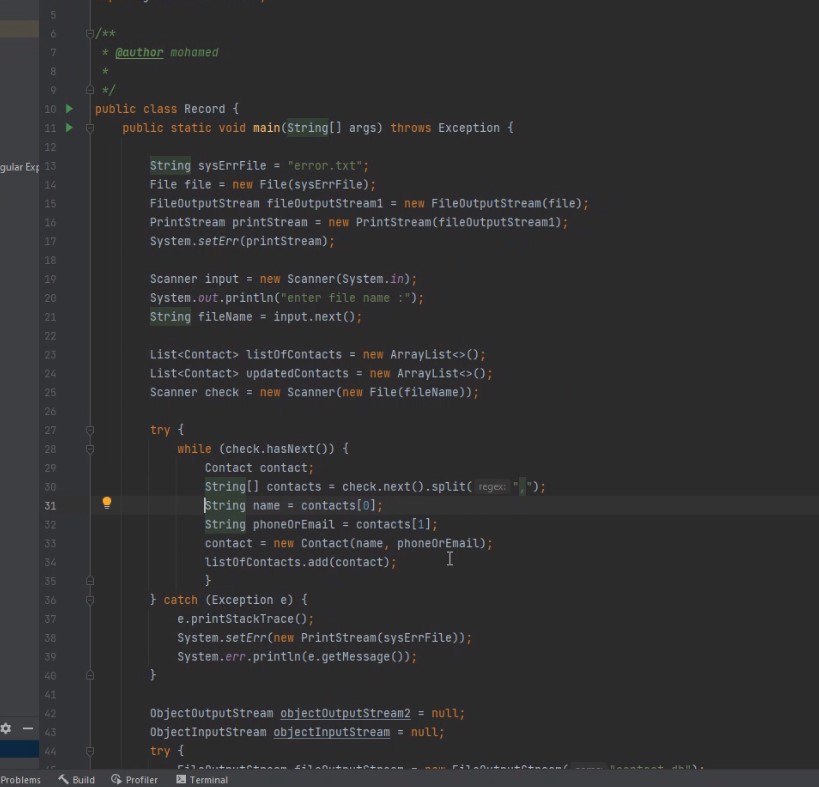 5
6 /**
7 * @author mohamed
8 *
9 */
10 public class Record {
11 public static void main(String[] args) throws Exception {
12
gular Exp
13 String sysErrFile = "error.txt";
14 File file = new File(sysErrFile);
15 FileOutputStream fileOutputStream1 = new FileOutputStream(file);
16 PrintStream printStream = new PrintStream(fileOutputStream1);
17 System.setErr(printStream);
18
19 Scanner input = new Scanner(System.in);
20 System.out.println("enter file name :");
21 String fileName = input.next();
22
23 List<Contact> listOfContacts = new ArrayList<>();
24 List<Contact> updatedContacts = new ArrayList<>();
25 Scanner check = new Scanner(new File(fileName));
26
27 try {
28 while (check.hasNext()) {
29 Contact contact;
30 String[] contacts = check.next().split( regex: ",");
31 String name = contacts[0];
32 String phoneOrEmail = contacts[1];
33 contact = new Contact(name, phoneOrEmail);
34 listOfContacts.add(contact);
35 }
36 } catch (Exception e) {
37 e.printStackTrace();
38 System.setErr(new PrintStream(sysErrFile));
39 System.err.println(e.getMessage());
40 }
41
42 ObjectOutputStream objectOutputStream2 = null;
43 ObjectInputStream objectInputStream = null;
44 try {
Problems Build Profiler Terminal